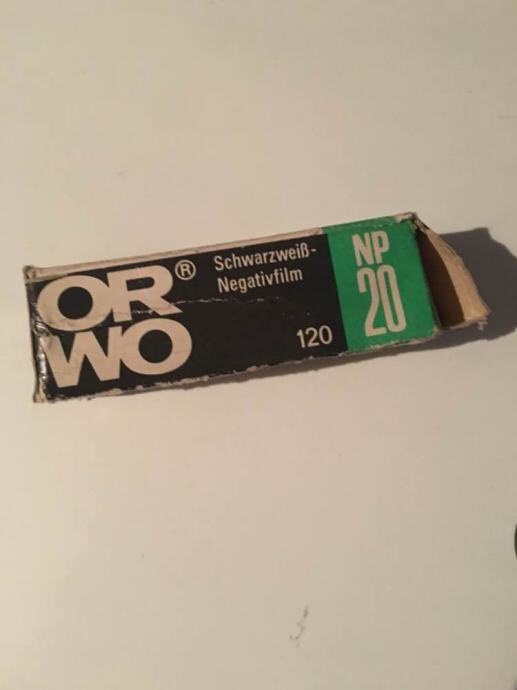 OR®
WO
Schwarzweiß-
Negativfilm
120
NP
20